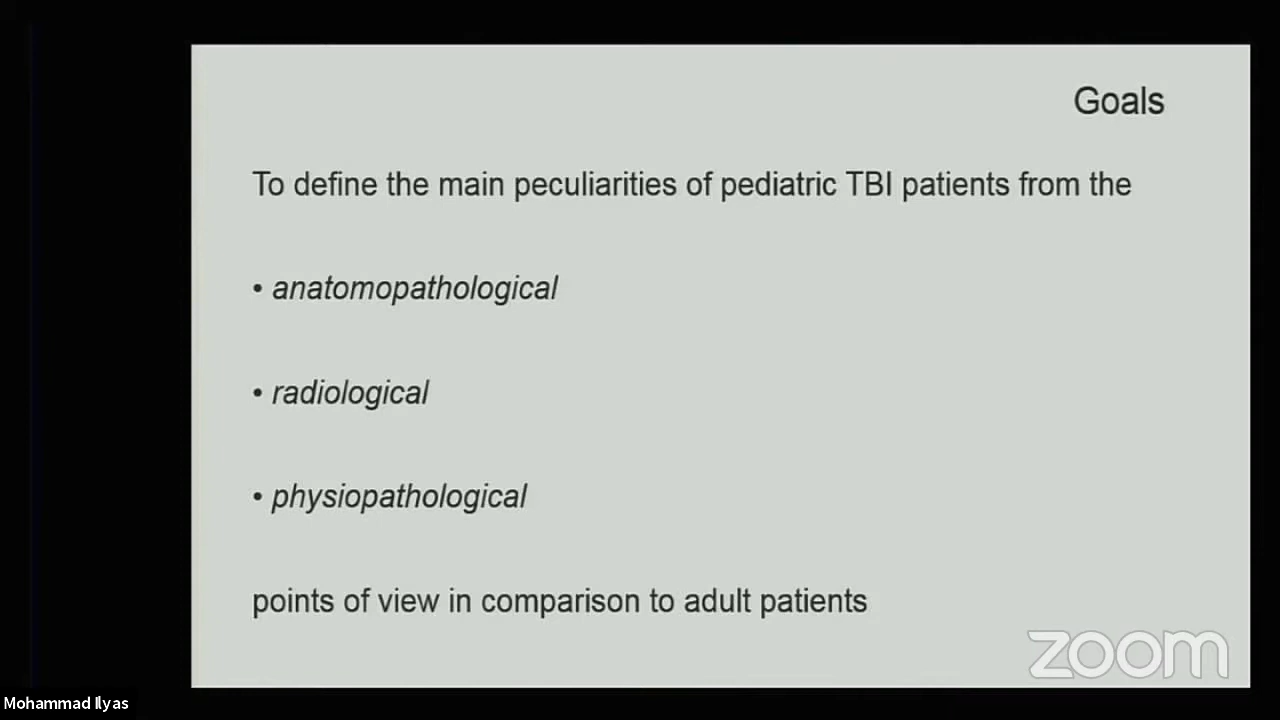 Goals
To define the main peculiarities of pediatric TBI patients from the
• anatomopathological
• radiological
• physiopathological
points of view in comparison to adult patients
zoom
Mohammad Ilyas